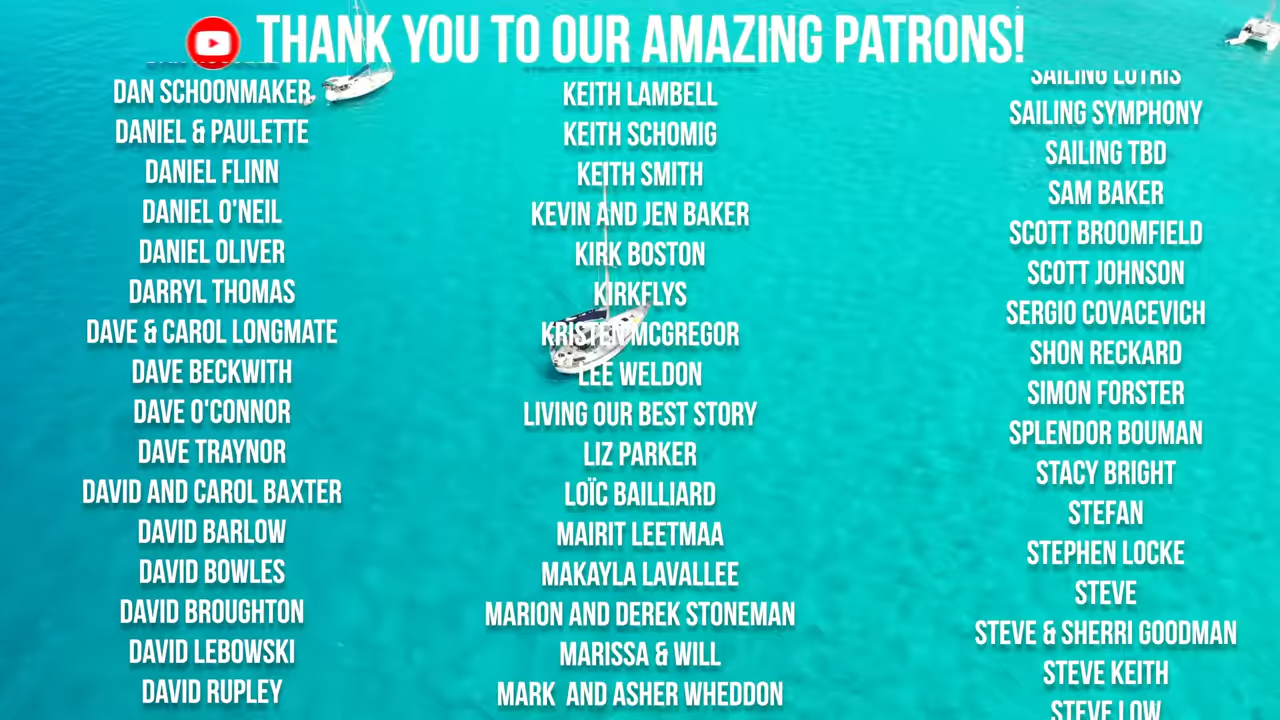 THANK YOU TO OUR AMAZING PATRONS!
DAN SCHOONMAKER
DANIEL & PAULETTE
DANIEL FLINN
DANIEL O'NEIL
DANIEL OLIVER
DARRYL THOMAS
DAVE & CAROL LONGMATE
DAVE BECKWITH
DAVE O'CONNOR
DAVE TRAYNOR
DAVID AND CAROL BAXTER
DAVID BARLOW
DAVID BOWLES
DAVID BROUGHTON
DAVID LEBOWSKI
DAVID RUPLEY
KEITH LAMBELL
KEITH SCHOMIG
KEITH SMITH
KEVIN AND JEN BAKER
KIRK BOSTON
KIRKFLYS
KRISTEN MCGREGOR
LEE WELDON
LIVING OUR BEST STORY
LIZ PARKER
LOÏC BAILLIARD
MAIRIT LEETMAA
MAKAYLA LAVALLEE
MARION AND DEREK STONEMAN
MARISSA & WILL
MARK AND ASHER WHEDDON
SAILING
SAILING SYMPHONY
SAILING TBD
SAM BAKER
SCOTT BROOMFIELD
SCOTT JOHNSON
SERGIO COVACEVICH
SHON RECKARD
SIMON FORSTER
SPLENDOR BOUMAN
STACY BRIGHT
STEFAN
STEPHEN LOCKE
STEVE
STEVE & SHERRI GOODMAN
STEVE KEITH
STEVE LOW